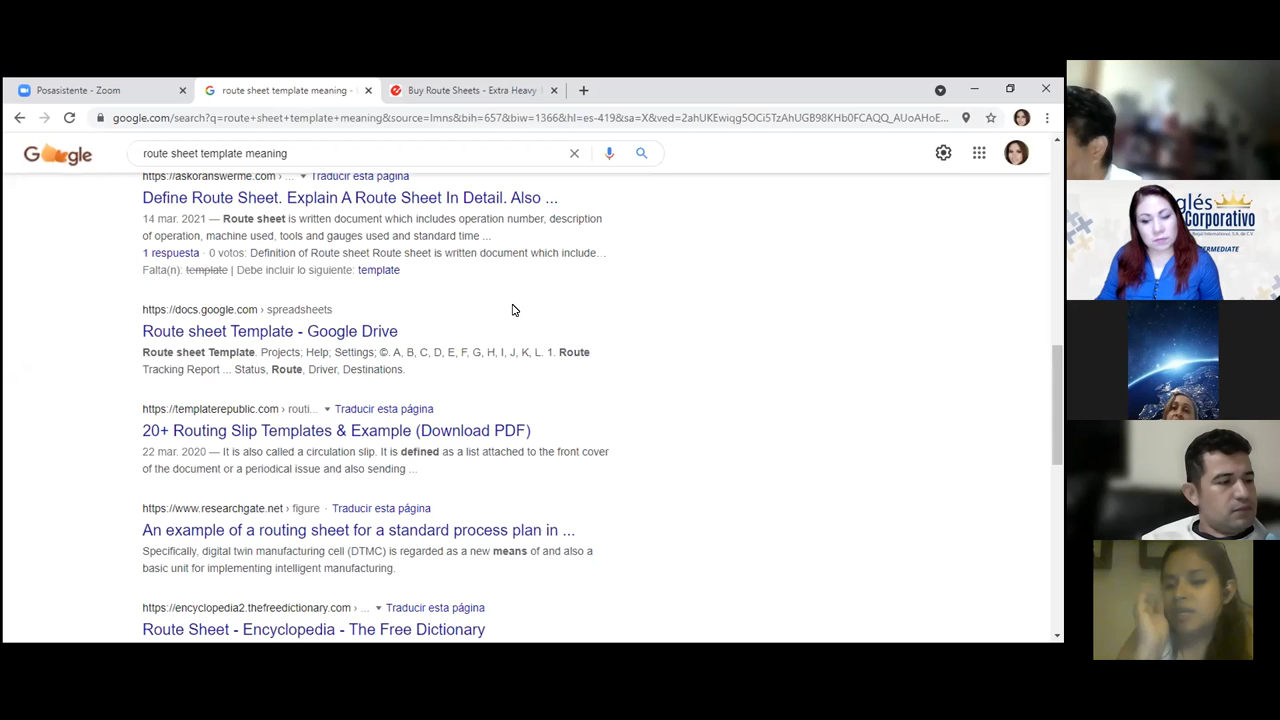 Posasistente - Zoom
route sheet template meaning -
Buy Route Sheets - Extra Heavy
google.com/search?q=route+sheet+template+meaning&source=lmns&bih=657&biw=1366&hl=es-419&sa=X&ved=2ahUKEwiqg5OCi5TzAhUGB98KHb0FCAQQ_AUoAHoE...
Google
route sheet template meaning
https://askoranswerme.com › ... Traducir esta página
Define Route Sheet. Explain A Route Sheet In Detail. Also ...
14 mar. 2021 — Route sheet is written document which includes operation number, description
of operation, machine used, tools and gauges used and standard time ...
1 respuesta · 0 votos: Definition of Route sheet Route sheet is written document which include…
Falta(n): template | Debe incluir lo siguiente: template
https://docs.google.com › spreadsheets
Route sheet Template - Google Drive
Route sheet Template. Projects; Help; Settings; ©. A, B, C, D, E, F, G, H, I, J, K, L. 1. Route
Tracking Report ... Status, Route, Driver, Destinations.
https://templaterepublic.com › routi... Traducir esta página
20+ Routing Slip Templates & Example (Download PDF)
22 mar. 2020 — It is also called a circulation slip. It is defined as a list attached to the front cover
of the document or a periodical issue and also sending ...
https://www.researchgate.net › figure · Traducir esta página
An example of a routing sheet for a standard process plan in ...
Specifically, digital twin manufacturing cell (DTMC) is regarded as a new means of and also a
basic unit for implementing intelligent manufacturing.
https://encyclopedia2.thefreedictionary.com › ... Traducir esta página
Route Sheet - Encyclopedia - The Free Dictionary
glés
Corporativo
Royal International, S.A. de C.V.
ERMEDIATE